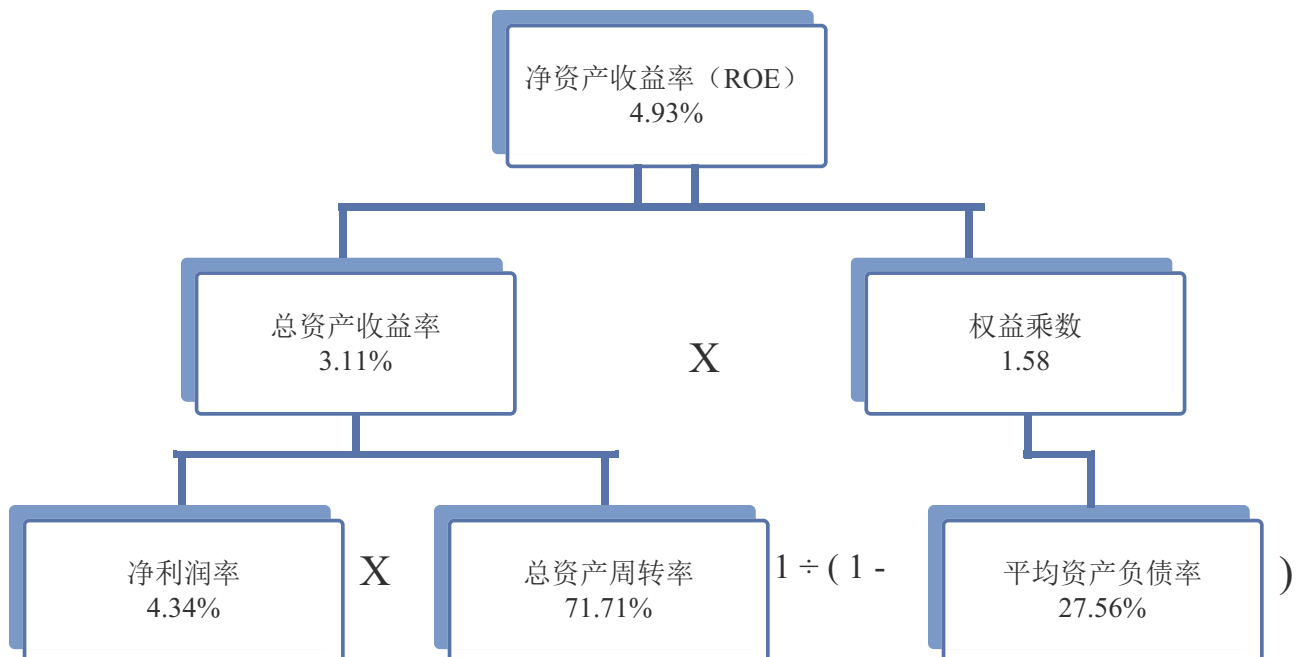 净资产收益率（ROE）
4.93%
总资产收益率
3.11%
X
权益乘数
1.58
净利润率
4.34%
X
总资产周转率
71.71%
1 ÷ ( 1 -
平均资产负债率
27.56%
)